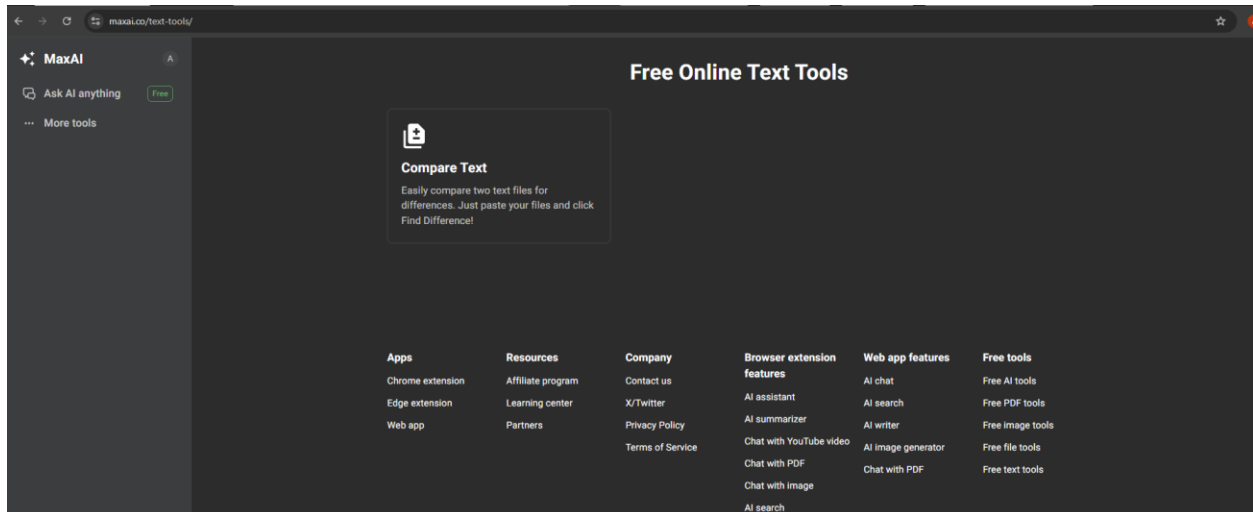 maxai.co/text-tools/
MaxAI
A
Ask AI anything
Free
More tools
Free Online Text Tools
Compare Text
Easily compare two text files for
differences. Just paste your files and click
Find Difference!
Apps
Chrome extension
Edge extension
Web app
Resources
Affiliate program
Learning center
Partners
Company
Contact us
X/Twitter
Privacy Policy
Terms of Service
Browser extension
features
AI assistant
AI summarizer
Chat with YouTube video
Chat with PDF
Chat with image
AI search
Web app features
AI chat
AI search
AI writer
AI image generator
Chat with PDF
Free tools
Free AI tools
Free PDF tools
Free image tools
Free file tools
Free text tools